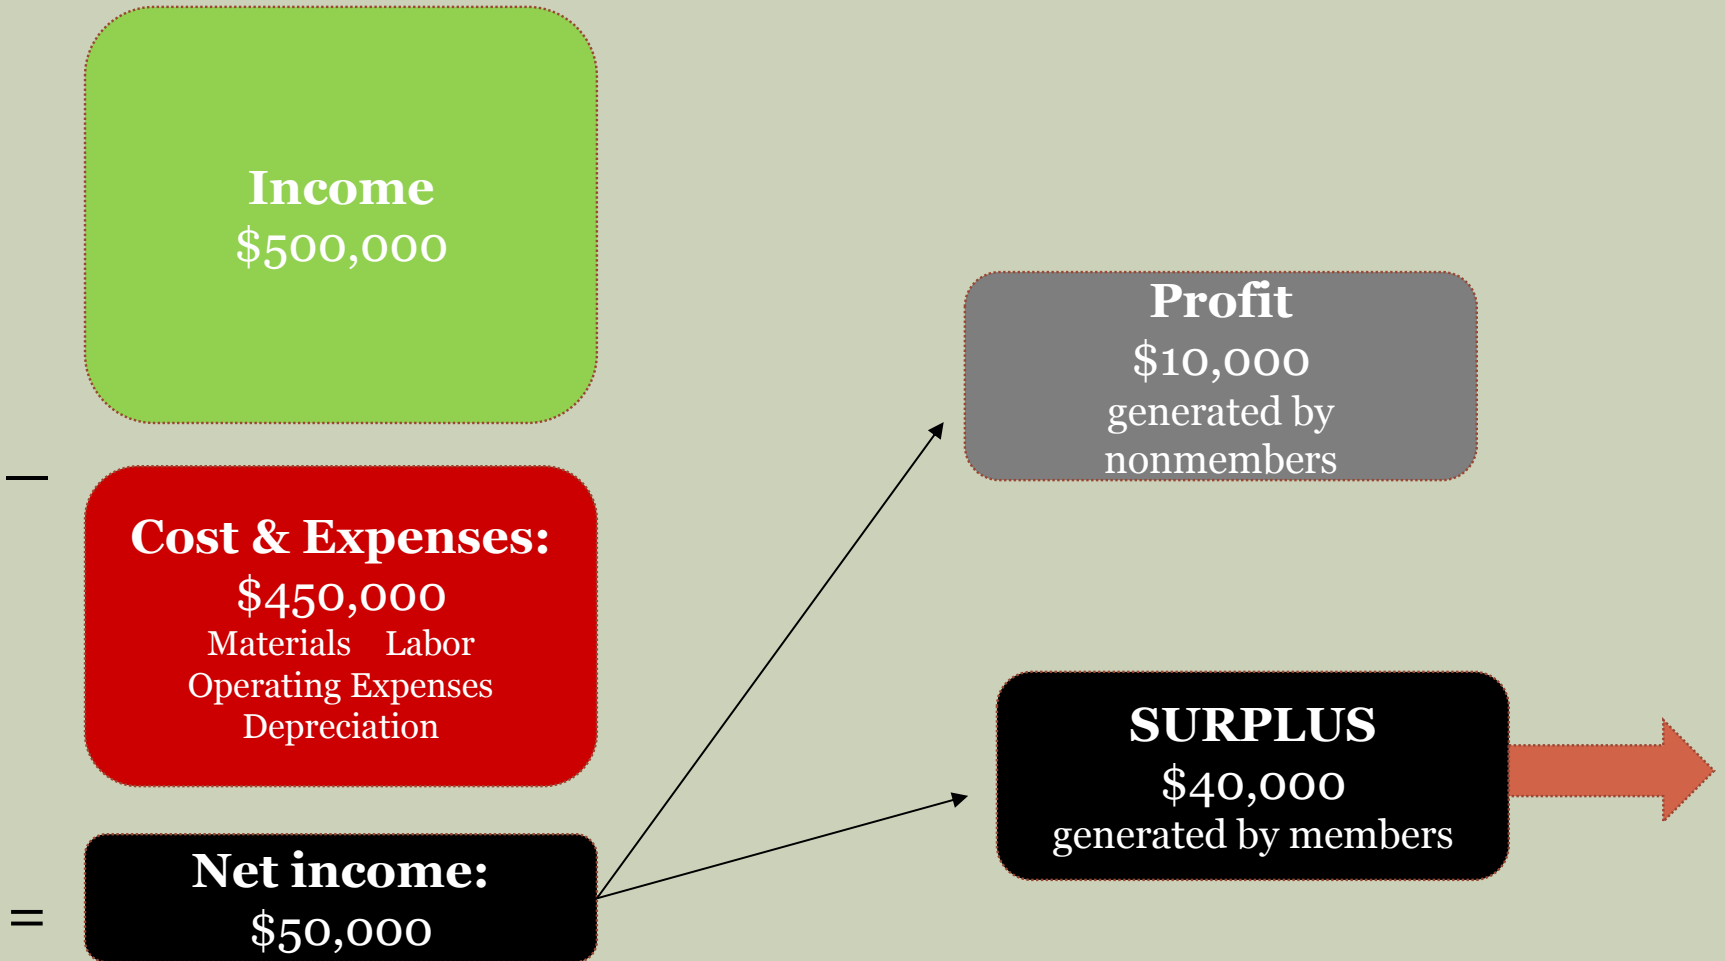 Income
$500,000
—
Cost & Expenses:
$450,000
Materials Labor
Operating Expenses
Depreciation
=
Net income:
$50,000
Profit
$10,000
generated by
nonmembers
SURPLUS
$40,000
generated by members